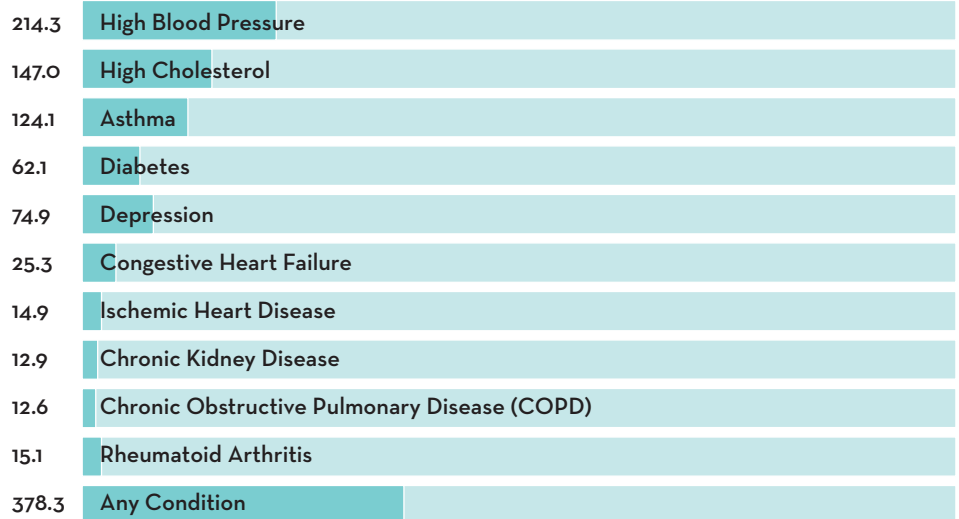 214.3 High Blood Pressure
147.0 High Cholesterol
124.1 Asthma
62.1 Diabetes
74.9 Depression
25.3 Congestive Heart Failure
14.9 Ischemic Heart Disease
12.9 Chronic Kidney Disease
12.6 Chronic Obstructive Pulmonary Disease (COPD)
15.1 Rheumatoid Arthritis
378.3 Any Condition